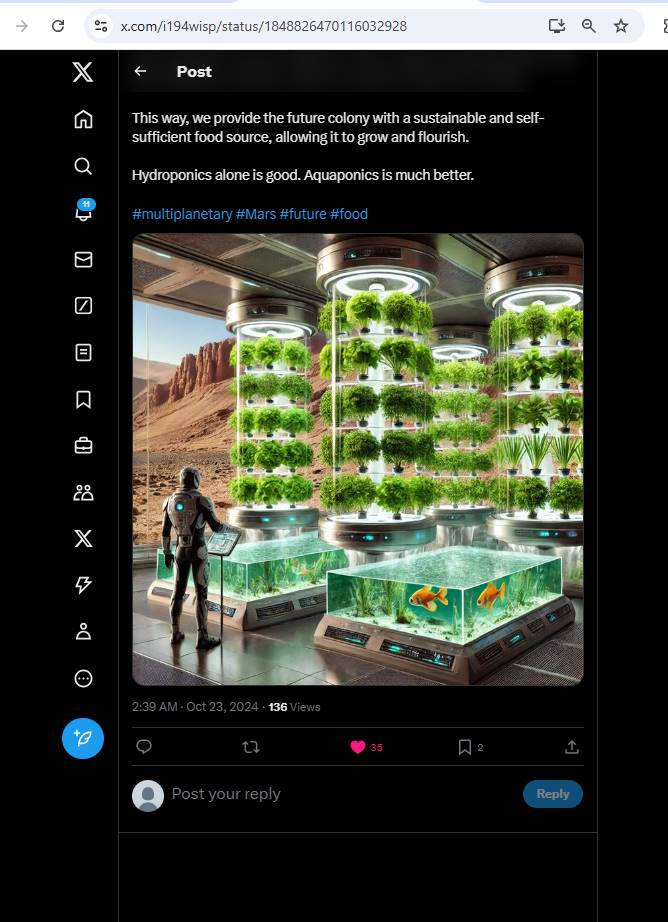 x.com/i194wisp/status/1848826470116032928
Post
This way, we provide the future colony with a sustainable and self-
sufficient food source, allowing it to grow and flourish.
Hydroponics alone is good. Aquaponics is much better.
#multiplanetary #Mars #future #food
11
2:39 AM · Oct 23, 2024 · 136 Views
35
2
Post your reply
Reply